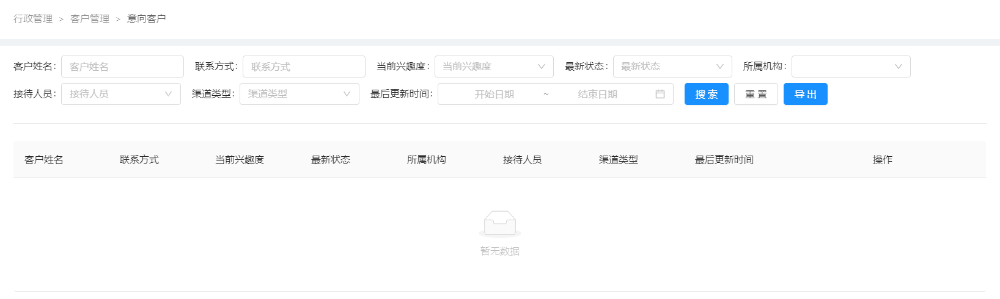 行政管理 > 客户管理 > 意向客户
客户姓名: 客户姓名 联系方式: 联系方式 当前兴趣度: 当前兴趣度 最新状态: 最新状态 所属机构:
接待人员: 接待人员 渠道类型: 渠道类型 最后更新时间: 开始日期 ~ 结束日期 搜索 重置 导出
客户姓名 联系方式 当前兴趣度 最新状态 所属机构 接待人员 渠道类型 最后更新时间 操作
暂无数据